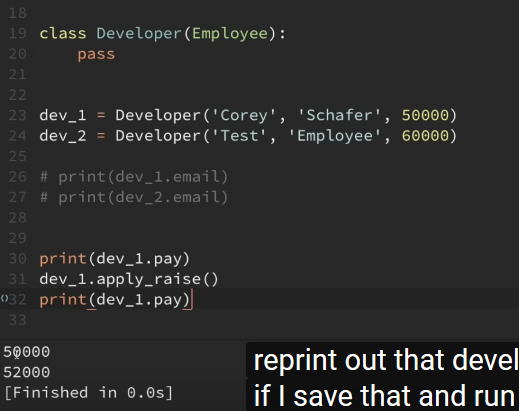 18
19 class Developer(Employee):
20     pass
21
22
23 dev_1 = Developer('Corey', 'Schafer', 50000)
24 dev_2 = Developer('Test', 'Employee', 60000)
25
26 # print(dev_1.email)
27 # print(dev_2.email)
28
29
30 print(dev_1.pay)
31 dev_1.apply_raise()
32 print(dev_1.pay)
33
50000
52000
[Finished in 0.0s]
reprint out that devel
if I save that and run